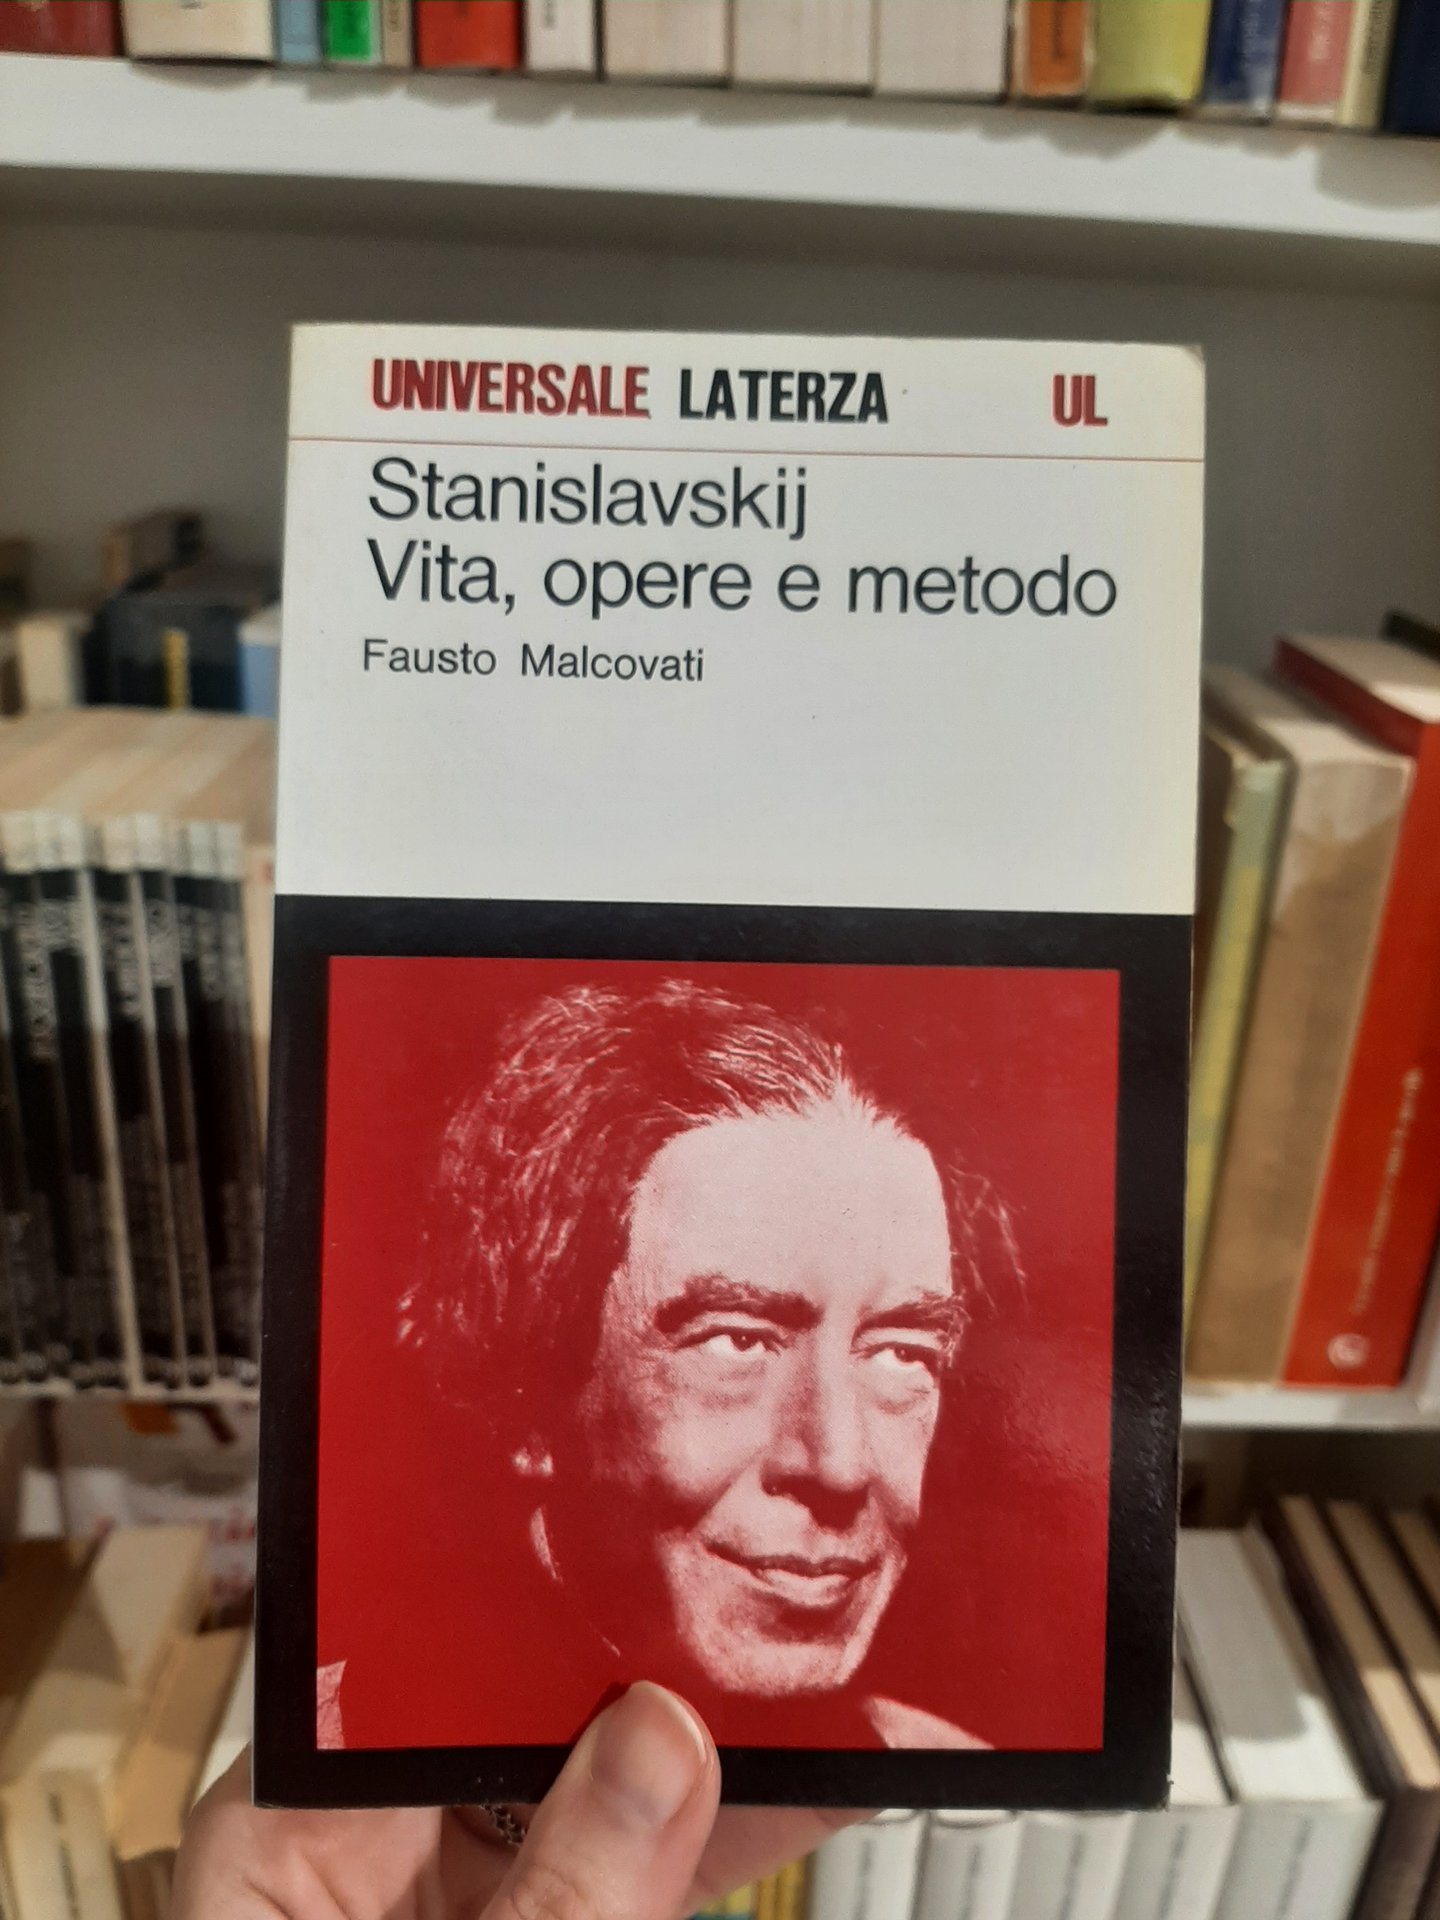 UNIVERSALE LATERZA UL
Stanislavskij
Vita, opere e metodo
Fausto Malcovati